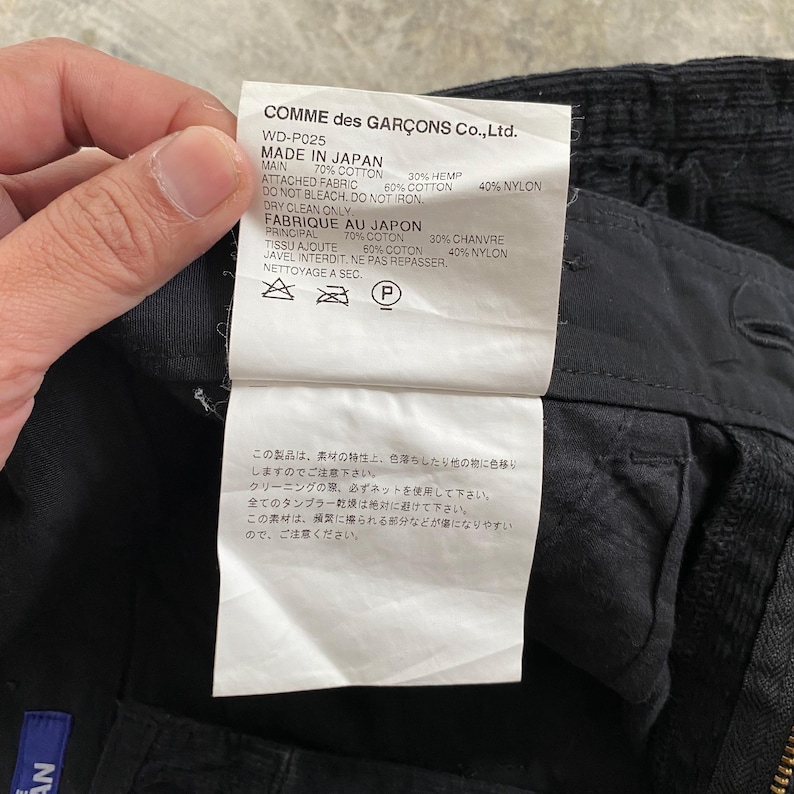 COMME des GARÇONS Co.,Ltd.
WD-P025
MADE IN JAPAN
MAIN 70% COTTON 30% HEMP
ATTACHED FABRIC 60% COTTON 40% NYLON
DO NOT BLEACH. DO NOT IRON.
DRY CLEAN ONLY.
FABRIQUE AU JAPON
PRINCIPAL 70% COTON 30% CHANVRE
TISSU AJOUTE 60% COTON 40% NYLON
JAVEL INTERDIT. NE PAS REPASSER.
NETTOYAGE A SEC.
P
この製品は、素材の特性上、色落ちしたり他の物に色移り
しますのでご注意下さい。
クリーニングの際、必ずネットを使用して下さい。
全てのタンブラー乾燥は絶対に避けて下さい。
この素材は、頻繁に擦られる部分などが傷になりやすい
ので、ご注意ください。